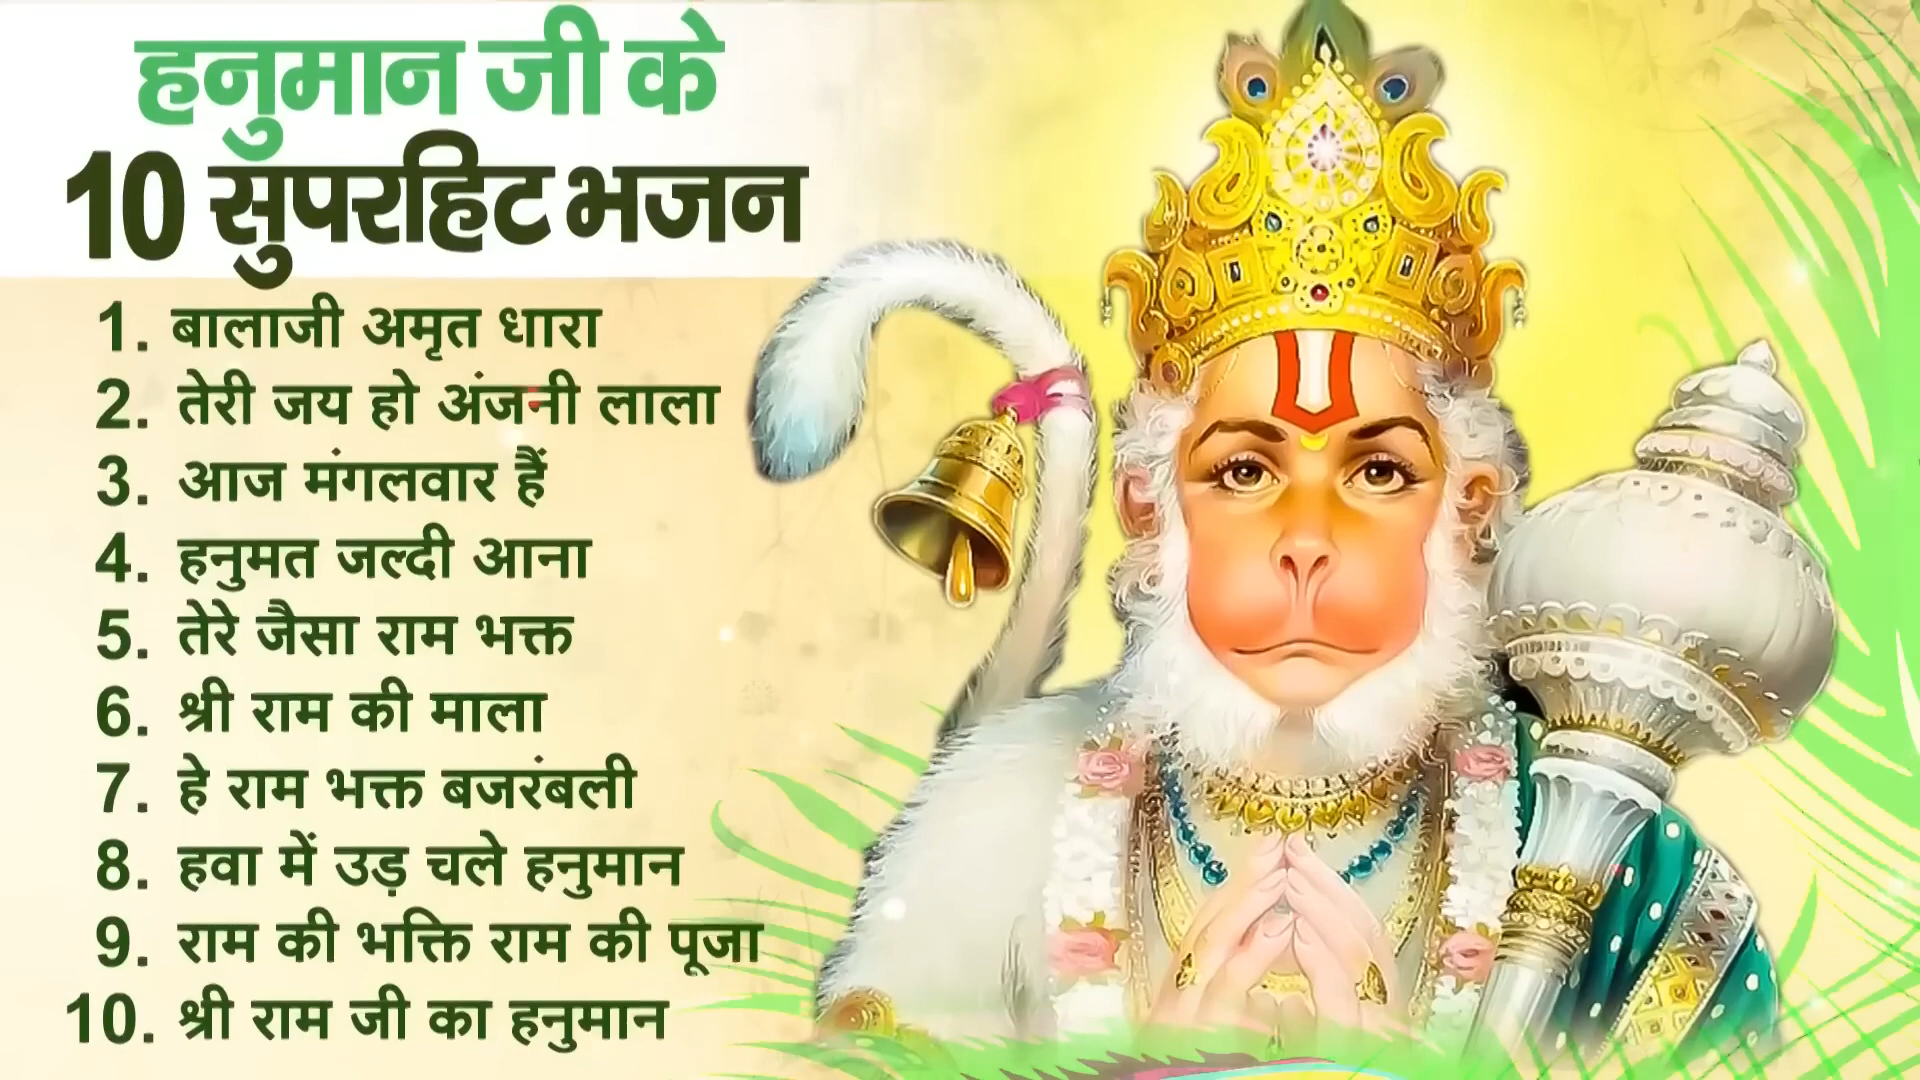 हनुमान जी के
10 सुपरहिट भजन
1. बालाजी अमृत धारा
2. तेरी जय हो अंजनी लाला
3. आज मंगलवार हैं
4. हनुमत जल्दी आना
5. तेरे जैसा राम भक्त
6. श्री राम की माला
7. हे राम भक्त बजरंबली
8. हवा में उड़ चले हनुमान
9. राम की भक्ति राम की पूजा
10. श्री राम जी का हनुमान